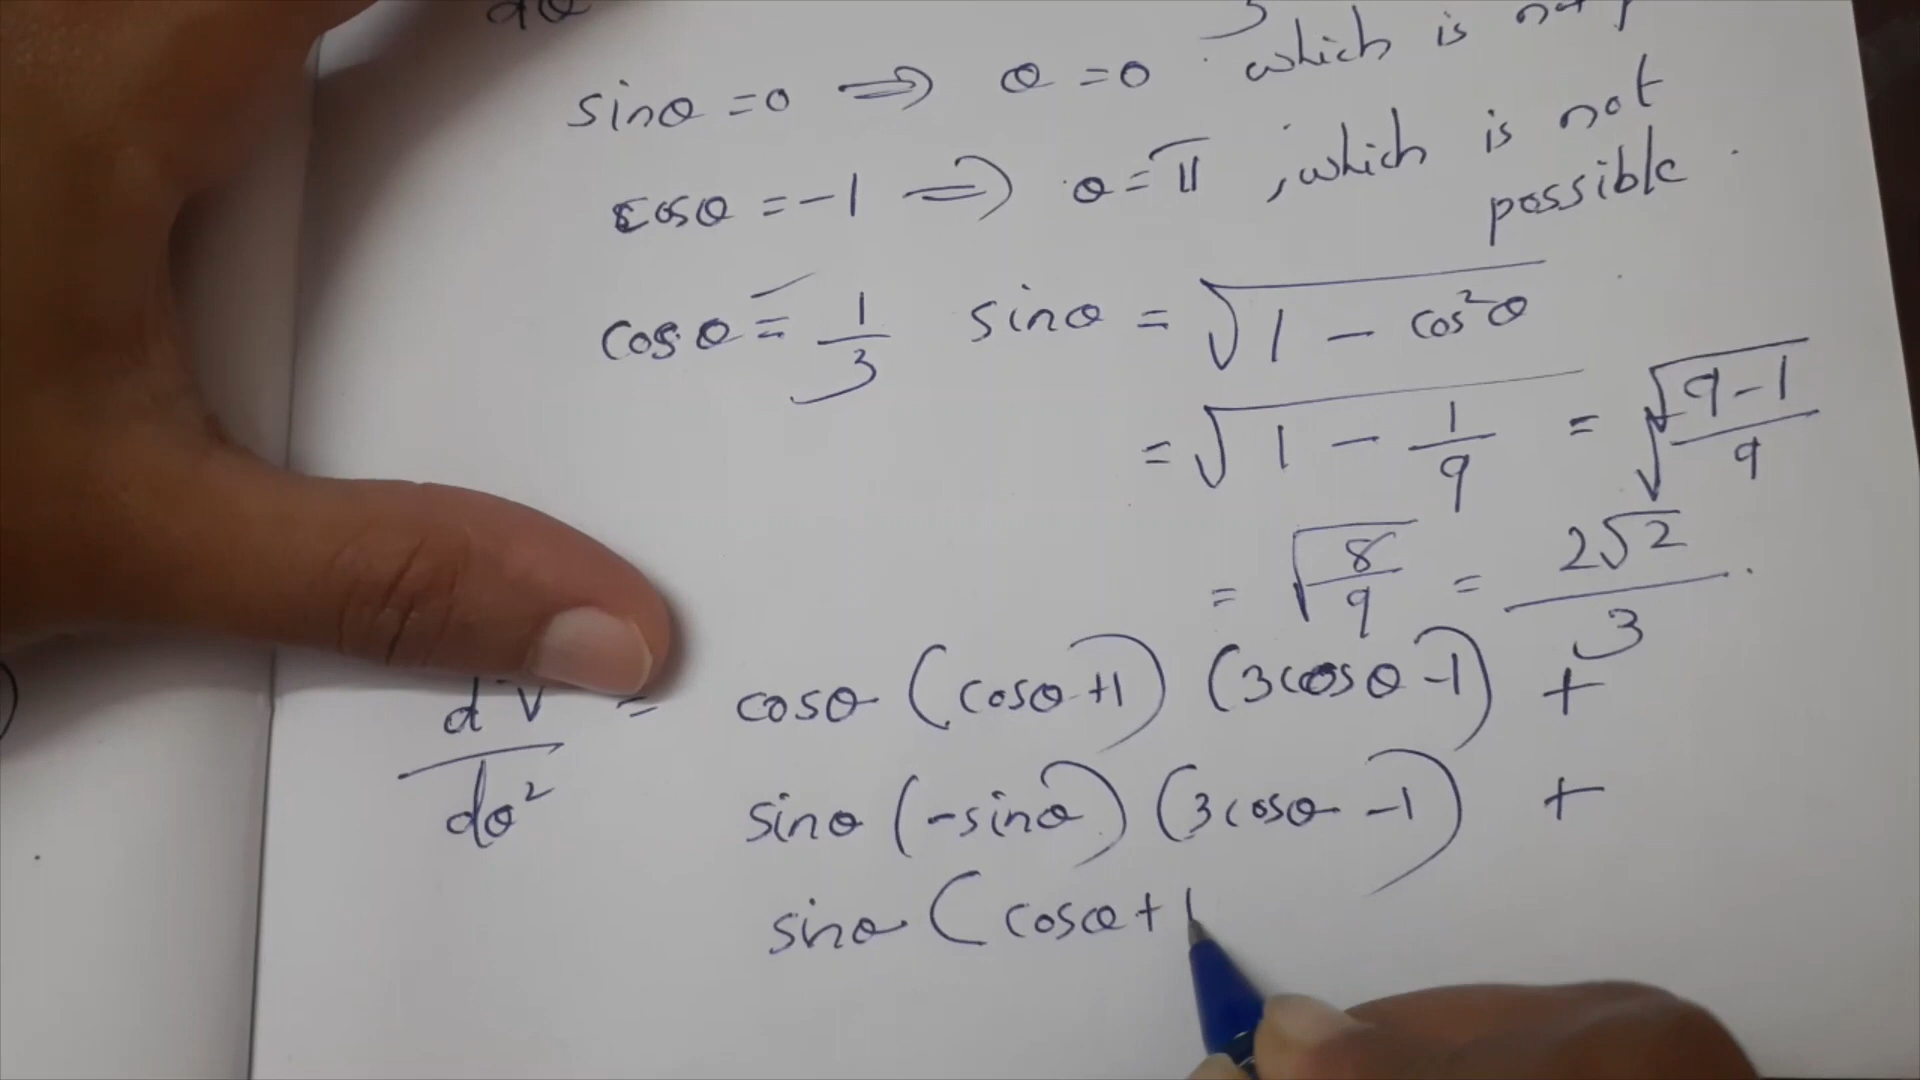 dθ
sinθ = 0 ⟹ θ = 0 which is not
cosθ = -1 ⟹ θ = π , which is not
possible .
cosθ = 1/3 sinθ = √(1 - cos²θ)
= √(1 - 1/9) = √((9-1)/9)
= √(8/9) = 2√2/3 .
d²V/dθ² = cosθ (cosθ+1) (3cosθ-1) +
sinθ (-sinθ) (3cosθ-1) +
sinθ (cosθ+1